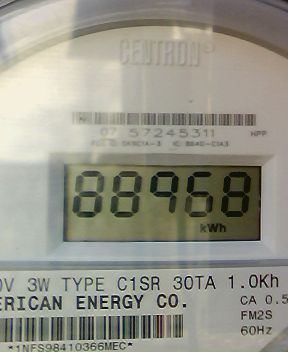 CENTRON®
07 57245311 HPP
88968
kWh
0V 3W TYPE C1SR 30TA 1.0Kh
ERICAN ENERGY CO.
CA 0.5
FM2S
60Hz
*1NFS98410366MEC*